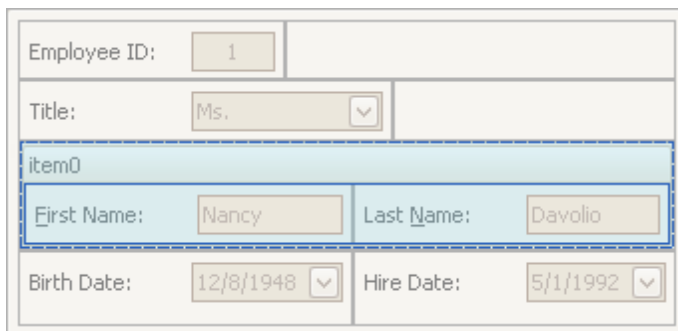 Employee ID: 1
Title: Ms.
item0
First Name: Nancy Last Name: Davolio
Birth Date: 12/8/1948 Hire Date: 5/1/1992